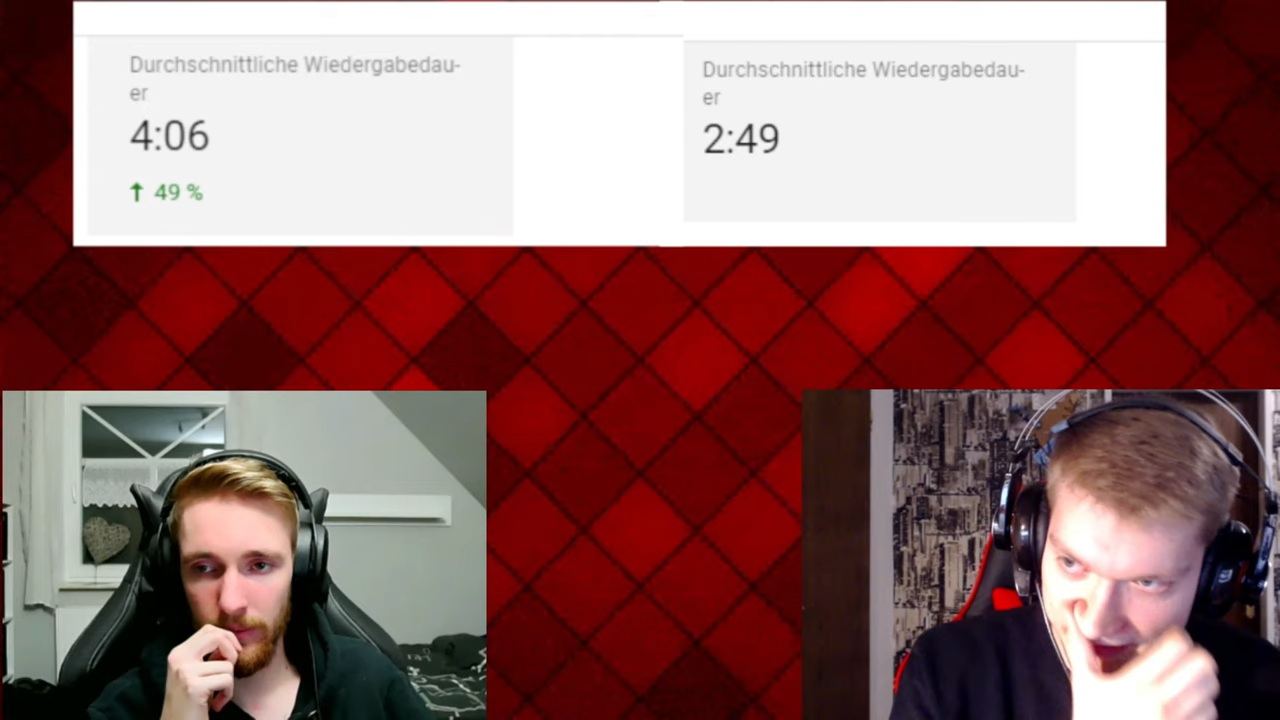 Durchschnittliche Wiedergabedau-
er
4:06
↑ 49 %
Durchschnittliche Wiedergabedau-
er
2:49